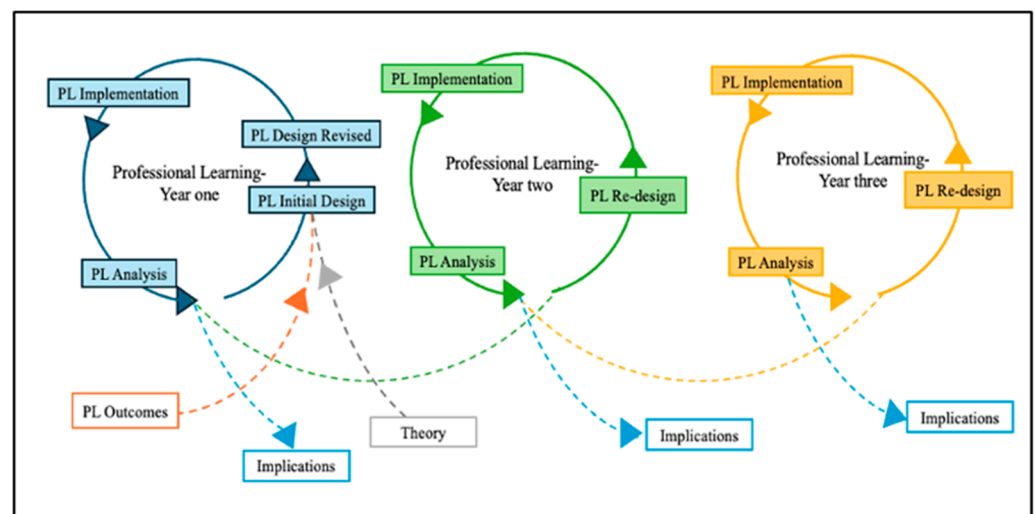 PL Implementation
PL Design Revised
Professional Learning-
Year one
PL Initial Design
PL Analysis
PL Outcomes
Theory
Implications
PL Implementation
Professional Learning-
Year two
PL Re-design
PL Analysis
Implications
PL Implementation
Professional Learning-
Year three
PL Re-design
PL Analysis
Implications